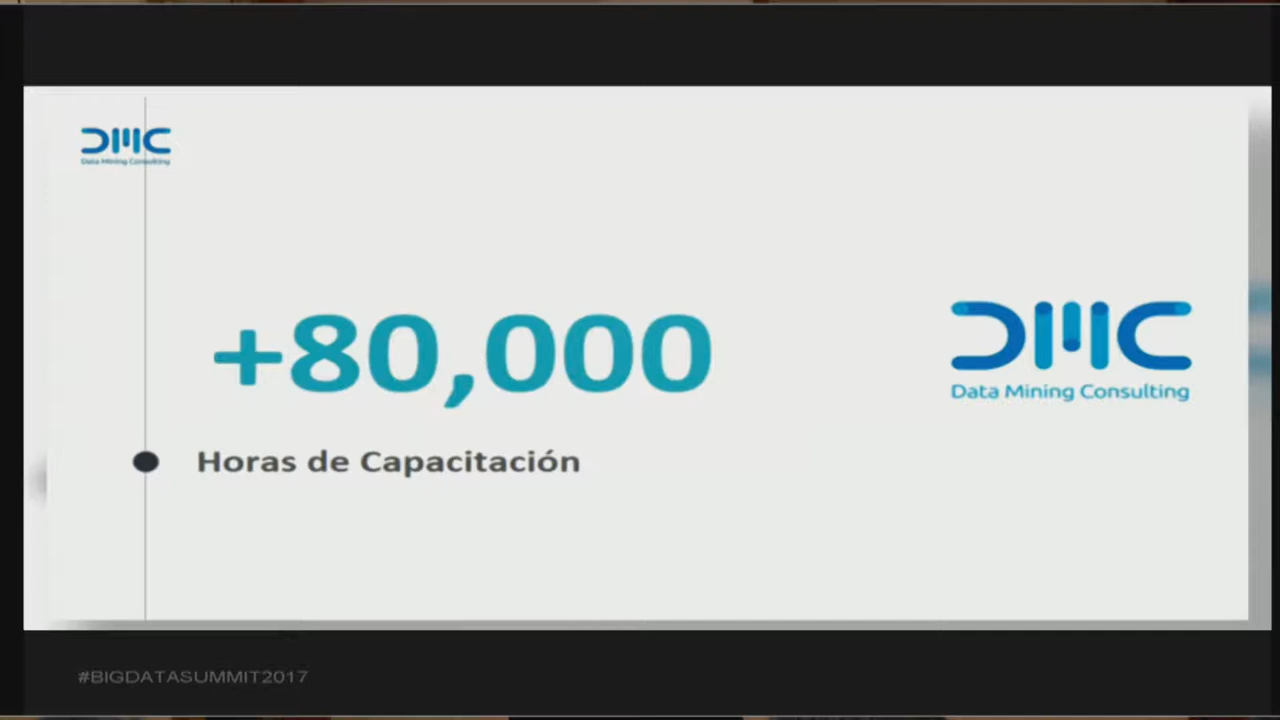 DMC
Data Mining Consulting
+80,000
Horas de Capacitación
DMC
Data Mining Consulting
#BIGDATASUMMIT2017